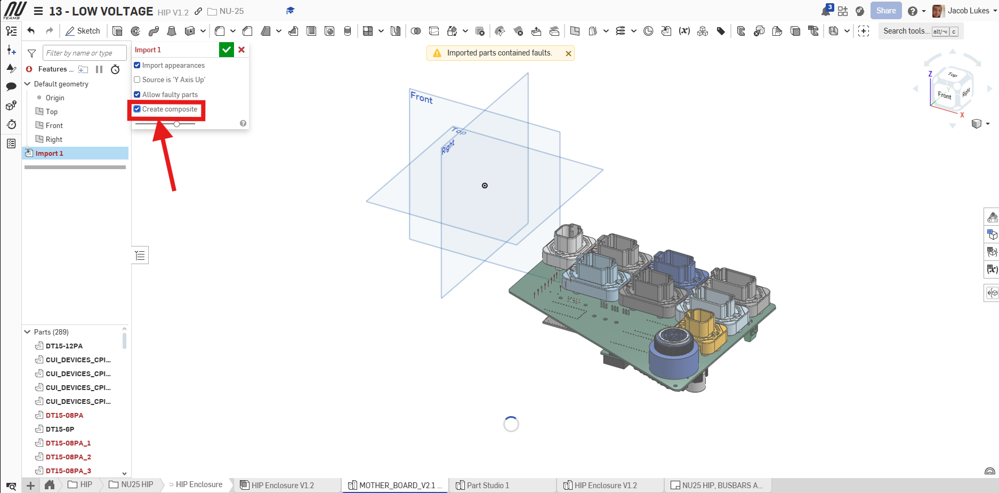 NU
TEAMS
13 - LOW VOLTAGE HIP V1.2 NU-25
3
Share
Jacob Lukes
Sketch
(x)
Search tools... alt/⌥ c
Filter by name or type
Features ...
Default geometry
Origin
Top
Front
Right
Import 1
Import 1
Import appearances
Source is 'Y Axis Up'
Allow faulty parts
Create composite
Imported parts contained faults.
Front
Top
Right
Z
Top
Y
Front
Right
X
Parts (289)
DT15-12PA
CUI_DEVICES_CPI...
CUI_DEVICES_CPI...
CUI_DEVICES_CPI...
CUI_DEVICES_CPI...
DT15-08PA
DT15-6P
DT15-08PA_1
DT15-08PA_2
DT15-08PA_3
HIP
NU25 HIP
HIP Enclosure
HIP Enclosure V1.2
MOTHER_BOARD_V2.1 ...
Part Studio 1
HIP Enclosure V1.2
NU25 HIP, BUSBARS A...